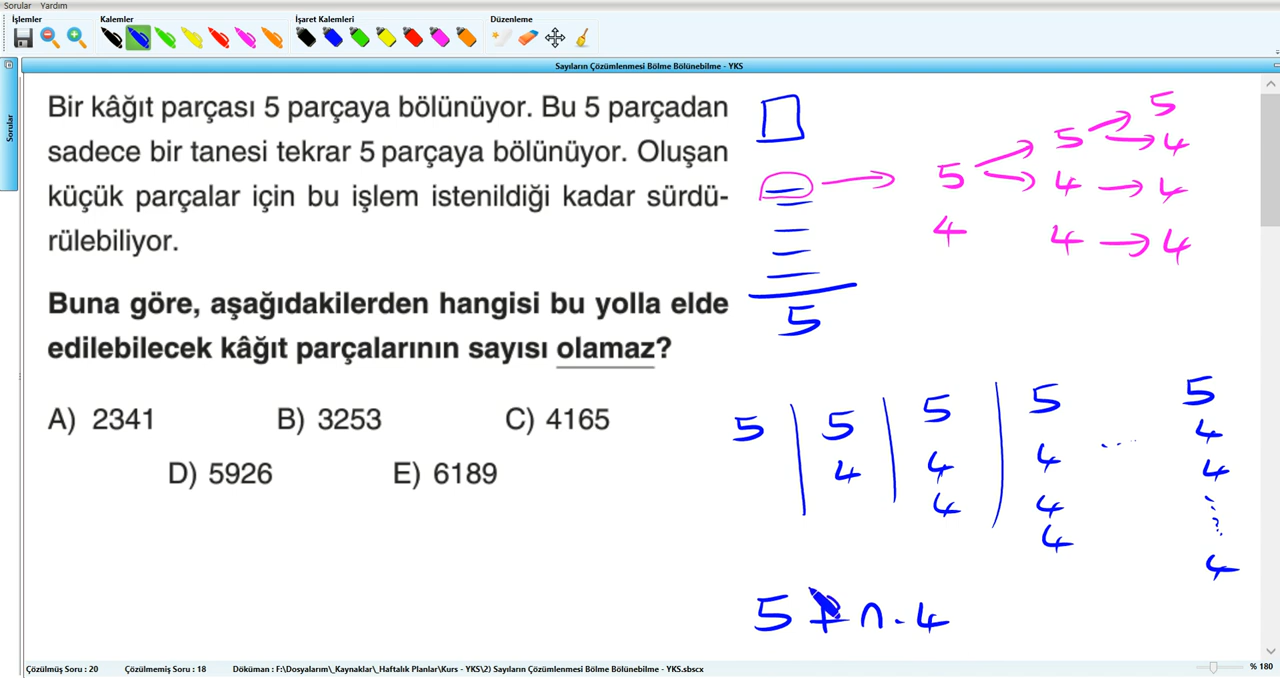 Sorular Yardım
İşlemler Kalemler İşaret Kalemleri Düzenleme
Sayıların Çözümlenmesi Bölme Bölünebilme - YKS
Sorular
Bir kâğıt parçası 5 parçaya bölünüyor. Bu 5 parçadan
sadece bir tanesi tekrar 5 parçaya bölünüyor. Oluşan
küçük parçalar için bu işlem istenildiği kadar sürdü-
rülebiliyor.
Buna göre, aşağıdakilerden hangisi bu yolla elde
edilebilecek kâğıt parçalarının sayısı olamaz?
A) 2341 B) 3253 C) 4165
D) 5926 E) 6189
5
5 5 4
5 4 → 4
4 4 → 4
5
5 5 5 5 5
4 4 4 ... 4
4 4 4
4 ?
4
5 + n . 4
Çözülmüş Soru : 20 Çözülmemiş Soru : 18 Döküman : F:\Dosyalarım\_Kaynaklar\_Haftalık Planlar\Kurs - YKS\2) Sayıların Çözümlenmesi Bölme Bölünebilme - YKS.sbscx % 180